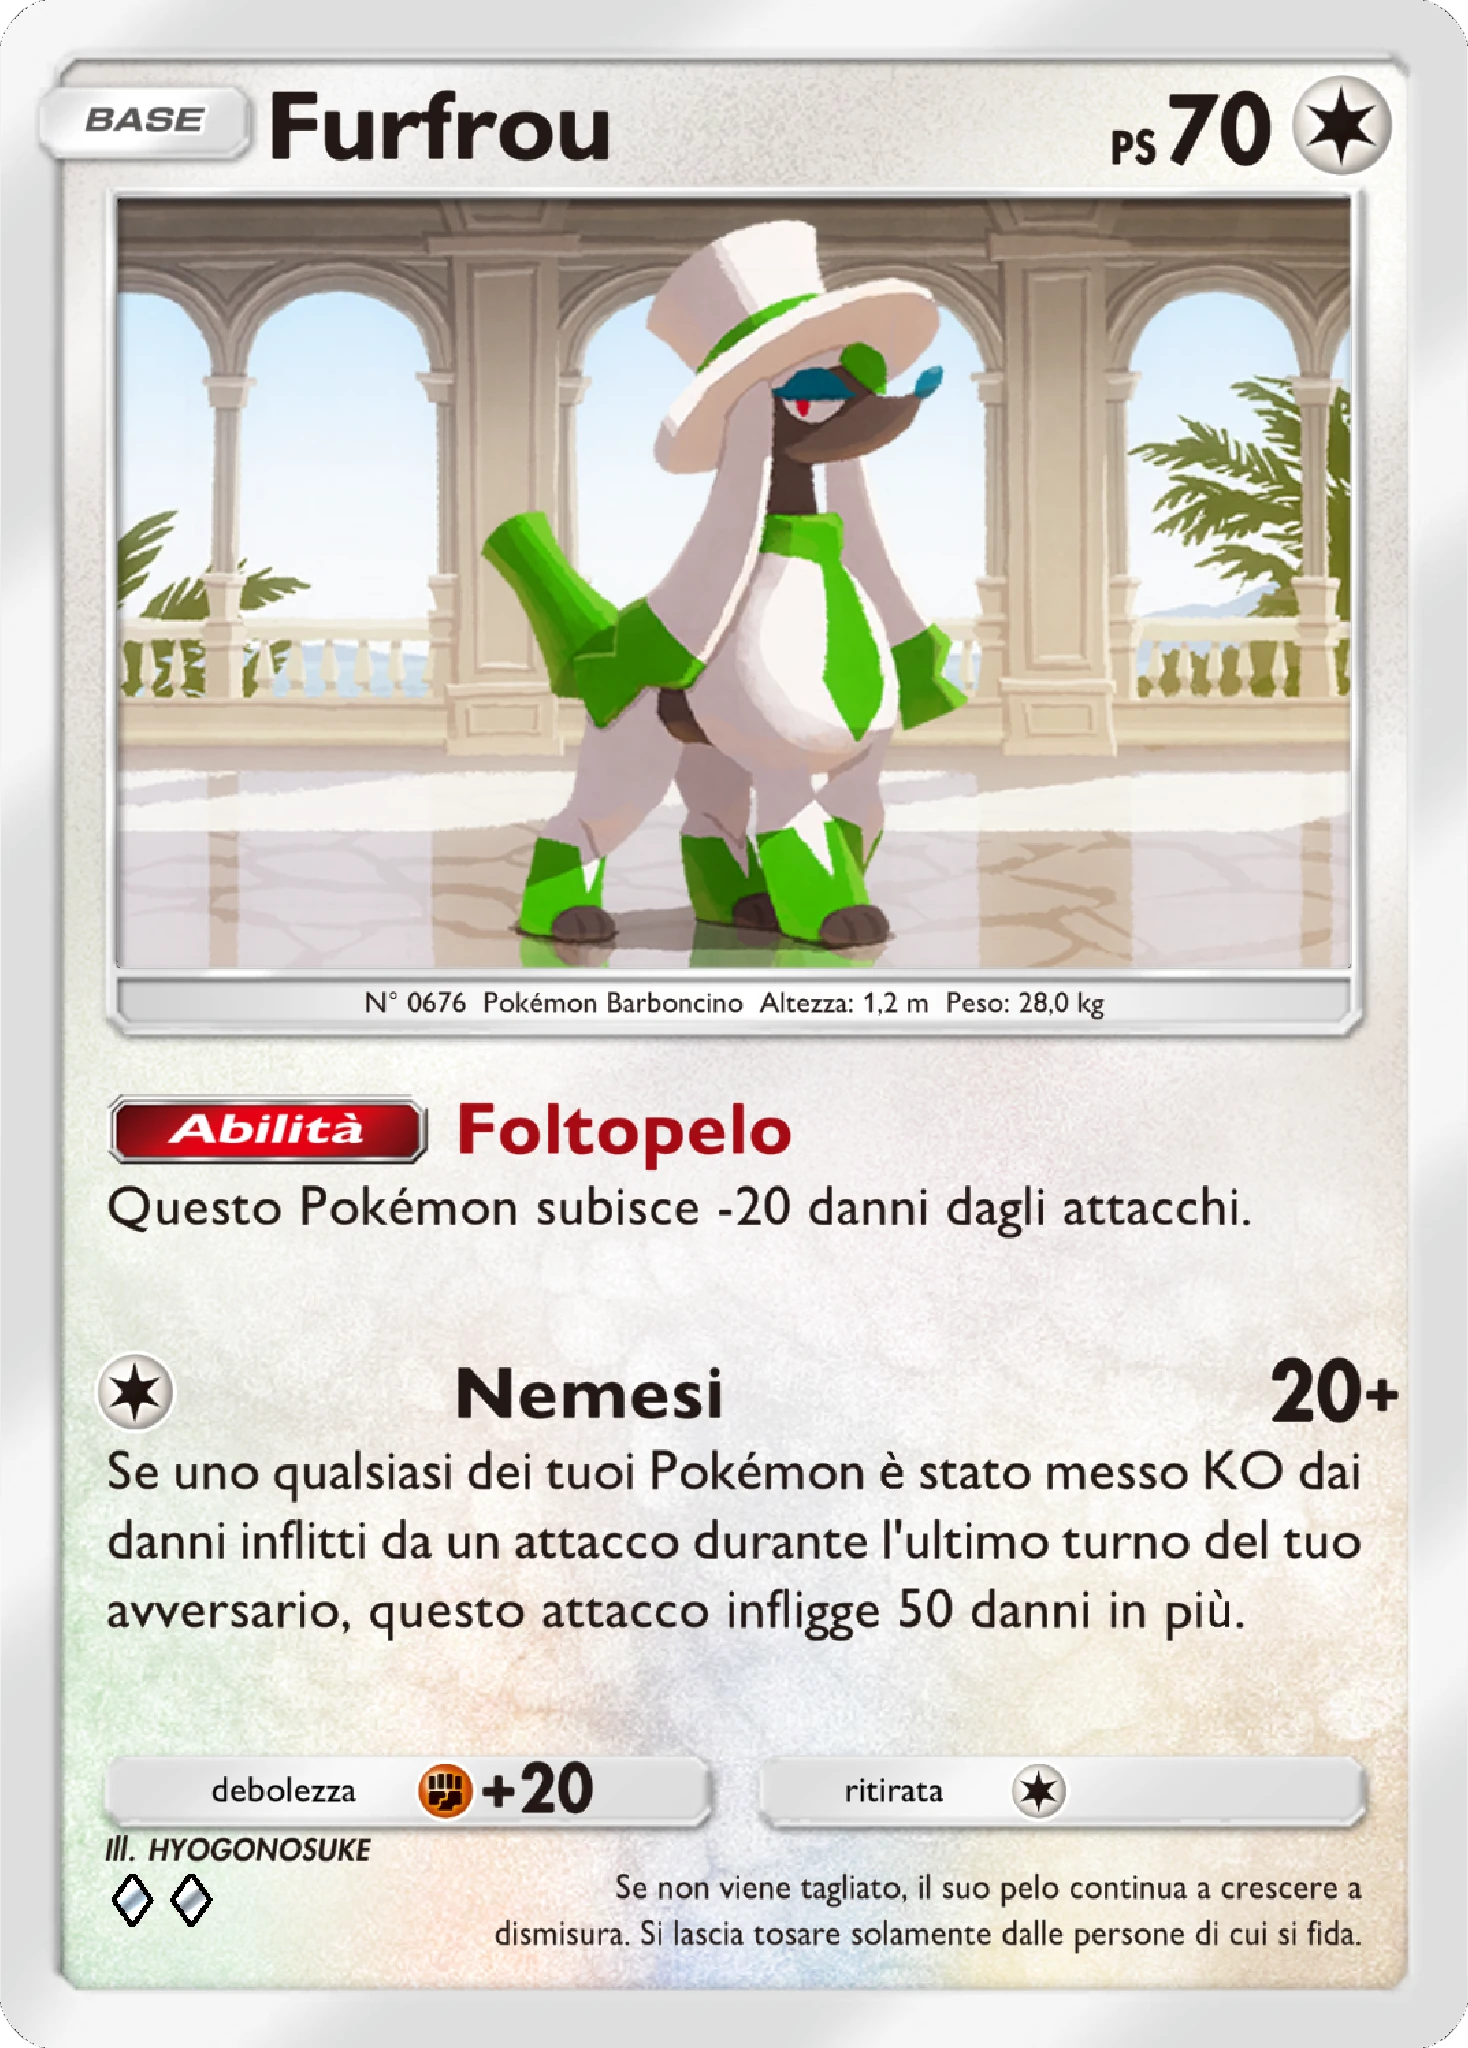 BASE Furfrou PS 70
N° 0676 Pokémon Barboncino Altezza: 1,2 m Peso: 28,0 kg
Abilità Foltopelo
Questo Pokémon subisce -20 danni dagli attacchi.
Nemesi 20+
Se uno qualsiasi dei tuoi Pokémon è stato messo KO dai
danni inflitti da un attacco durante l'ultimo turno del tuo
avversario, questo attacco infligge 50 danni in più.
debolezza +20 ritirata
Ill. HYOGONOSUKE
Se non viene tagliato, il suo pelo continua a crescere a
dismisura. Si lascia tosare solamente dalle persone di cui si fida.